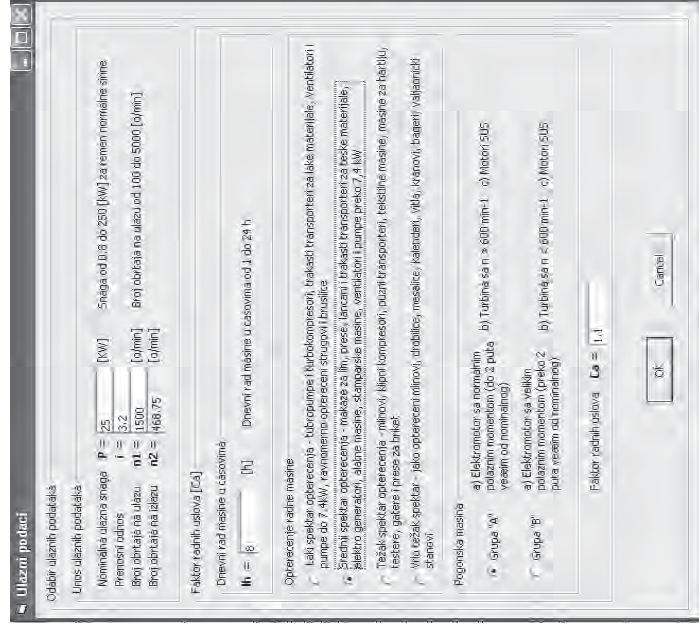 Ulazni podaci
Odabir ulaznih podataka
Unos ulaznih podataka
Nominalna ulazna snaga P = 25 [kW] Snaga od 0.8 do 250 [kW] za remen normalne širine
Prenosni odnos i = 3.2
Broj obrtaja na ulazu n1 = 1500 [o/min] Broj obrtaja na ulazu od 100 do 5000 [o/min]
Broj obrtaja na izlazu n2 = 468.75 [o/min]
Faktor radnih uslova [Ca]
Dnevni rad mašine u časovima
Ih = 8 [h] Dnevni rad mašine u časovima od 1 do 24 h
Opterećenje radne mašine
Laki spektar opterećenja - tubropumpe i turbokompresori, trakasti transporteri za lake materijale, ventilatori i
pumpe do 7,4kW, ravnomerno opterećeni strugovi i brusilice
Srednji spektar opterećenja - makaze za lim, prese, lančani i trakasti transporteri za teške materijale,
elektro generatori, alatne mašine, štamparske mašine, ventilatori i pumpe preko 7,4 kW
Težak spektar opterećenja - mlinovi, klipni kompresori, pužni transporteri, tekstilne mašine, mašine za hartiju,
testere, gatere i prese za briket
Vrlo težak spektar - jako opterećeni mlinovi, drobilice, mešalice, kalenderi, vitla, kranovi, bageri, valjaonički
stanovi
Pogonska mašina
Grupa "A" a) Elektromotor sa normalnim b) Turbina sa n > 600 min-1 c) Motori SUS
polaznim momentom (do 2 puta
većim od nominalnog)
Grupa "B" a) Elektromotor sa velikim b) Turbina sa n < 600 min-1 c) Motori SUS
polaznim momentom (preko 2
puta većim od nominalnog)
Faktor radnih uslova Ca = 1.1
OK Cancel